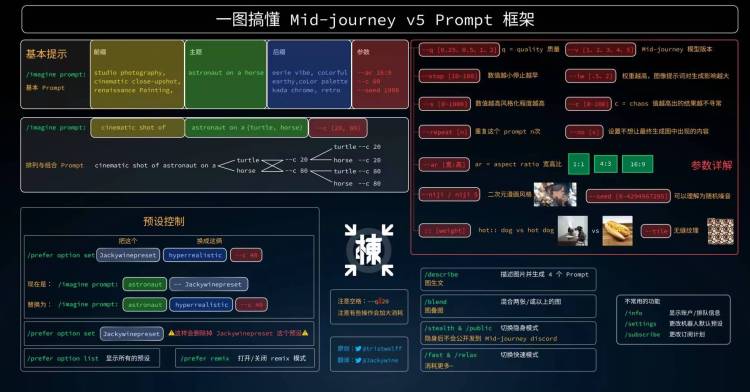 一图搞懂 Mid-journey v5 Prompt 框架
基本提示
前缀
主题
后缀
参数
/imagine prompt:
基本 Prompt
studio photography,
cinematic close-upshot,
renaissance Painting,
astronaut on a horse
eerie vibe, colorful
earthy,color palette
kada chrome, retro
--ar 16:9
--c 60
--seed 1000
/imagine prompt:
cinematic shot of
astronaut on a {turtle, horse}
--c {20, 80}
排列与组合 Prompt
cinematic shot of astronaut on a
turtle
horse
--c 20
--c 80
turtle --c 20
horse --c 20
turtle --c 80
horse --c 80
预设控制
把这个
换成这俩
/prefer option set
Jackywinepreset
hyperrealistic
--c 40
现在是: /imagine prompt:
astronaut
-- Jackywinepreset
替换为: /imagine prompt:
astronaut
hyperrealistic
/prefer option set
Jackywinepreset
这样会删除掉 Jackywinepreset 这个预设
/prefer option list 显示所有的预设
/prefer remix 打开/关闭 remix 模式
注意有些操作会加大消耗
原创:
@tristwolff
翻译:
@Jackywine
--q [0.25, 0.5, 1, 2]
q = quality 质量
--v [1, 2, 3, 4, 5]
Mid-journey 模型版本
--stop [10-100]
数值越小停止越早
--iw [.5, 2]
权重越高,图像提示词对生成影响越大
--s [0-1000]
数值越高风格化程度越高
--c [0-100]
c = chaos 值越高出的结果越不寻常
--repeat [n]
重复这个 prompt n次
--no [x]
设置不想让最终生成图中出现的内容
--ar [宽:高]
ar = aspect ratio 宽高比
1:1
4:3
16:9
参数详解
--niji / niji 5
二次元漫画风格
--seed [0-4294967295]
可以理解为随机噪音
:: [weight]
hot:: dog vs hot dog
vs
--tile
无缝纹理
/describe
描述图片并生成 4 个 Prompt
图生文
/blend
混合两张/或以上的图
图叠图
/stealth & /public 切换隐身模式
隐身后不会公开发到 Mid-journey discord
/fast & /relax 切换快速模式
消耗更多~
不常用的功能
/info
显示账户/排队信息
/settings
更改机器人默认预设
/subscribe
更改订阅计划